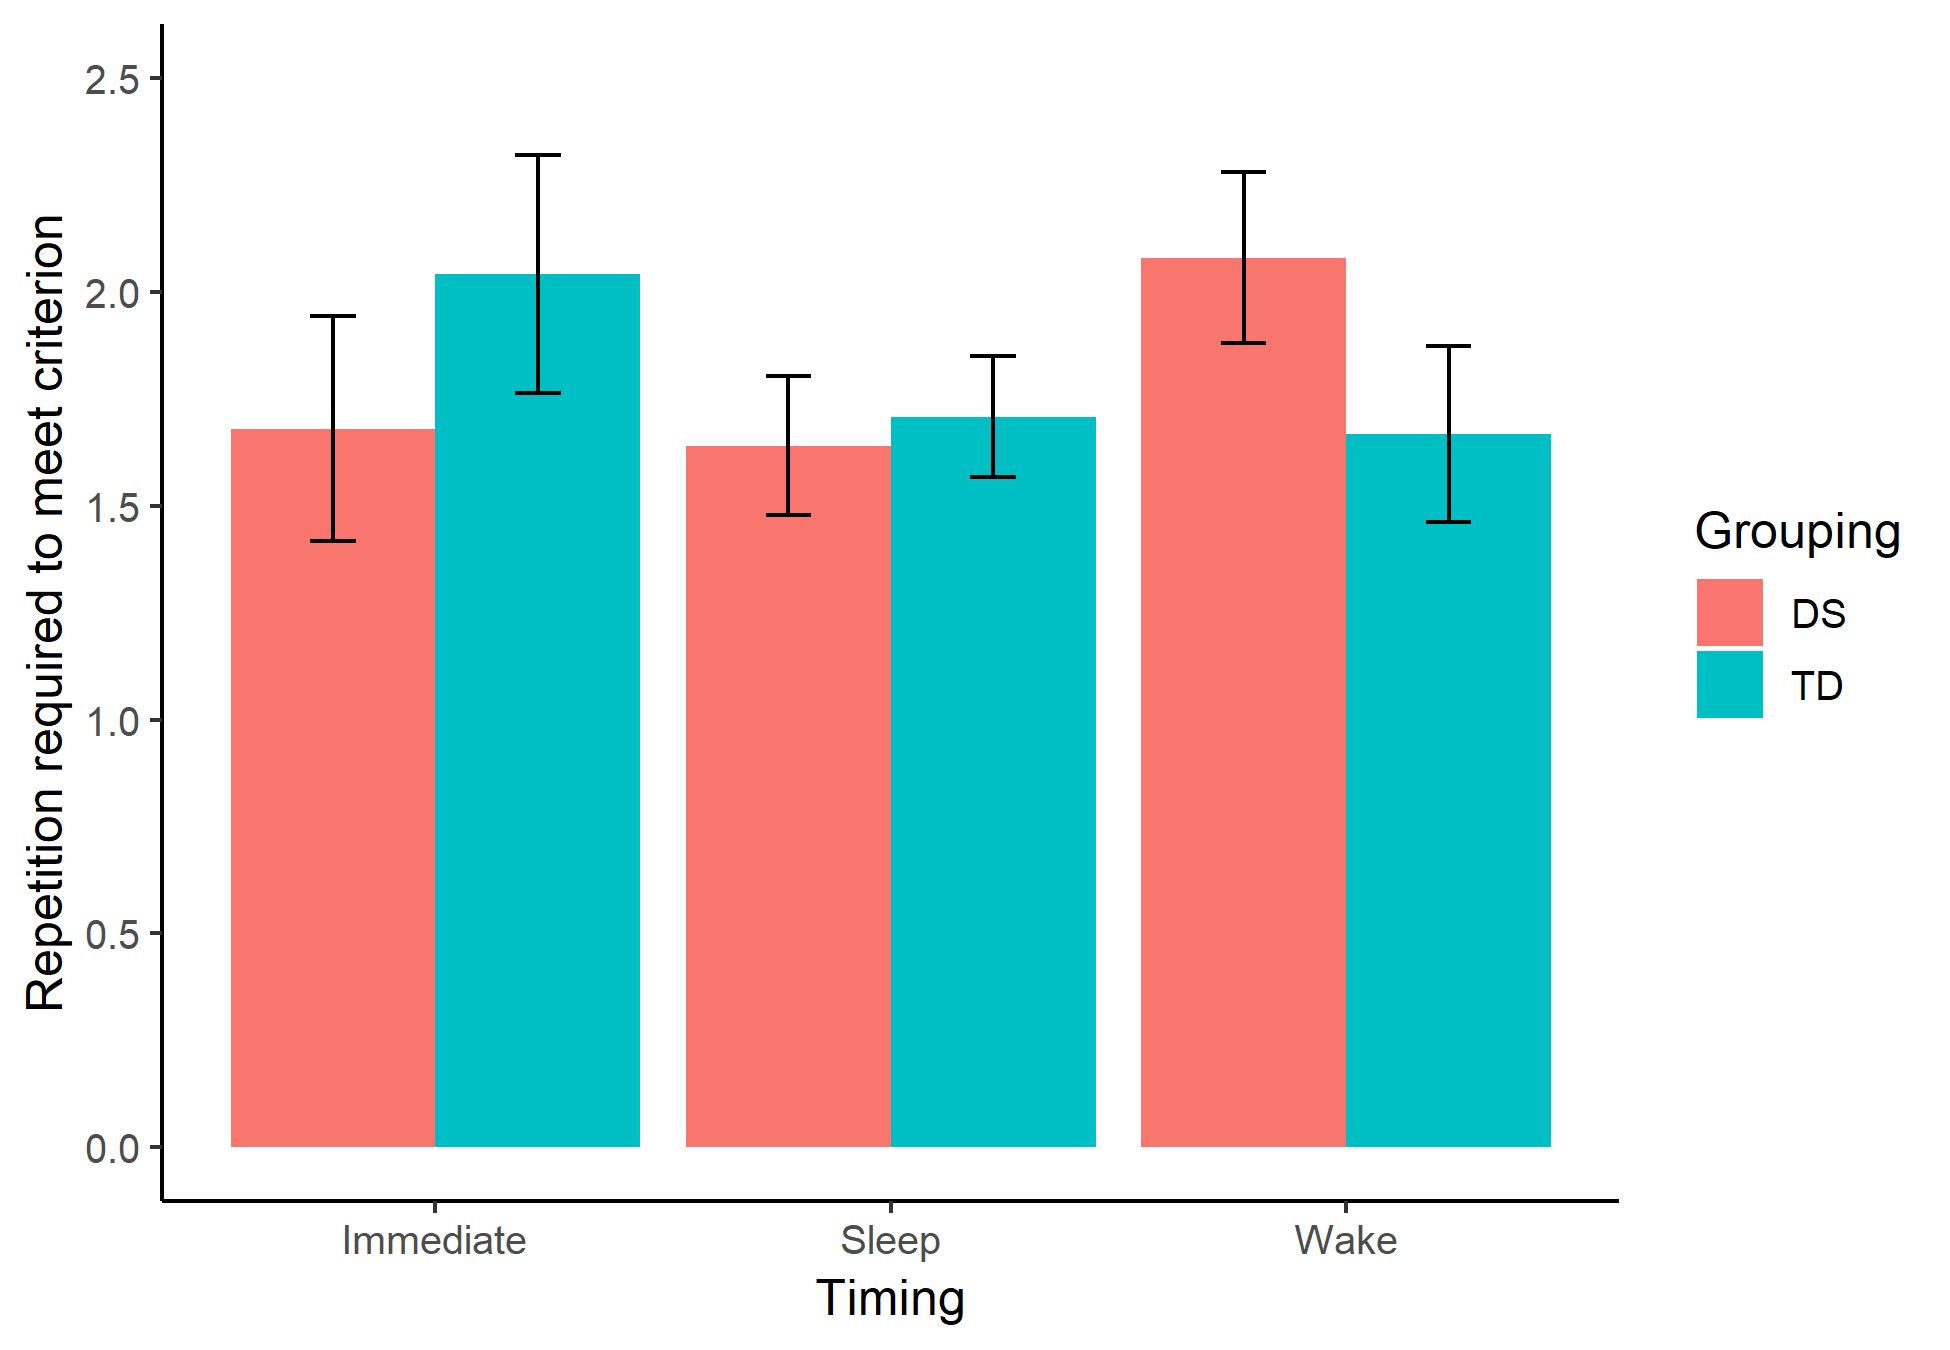 Repetition required to meet criterion
2.5
2.0
1.5
1.0
0.5
0.0
Immediate
Sleep
Wake
Timing
Grouping
DS
TD